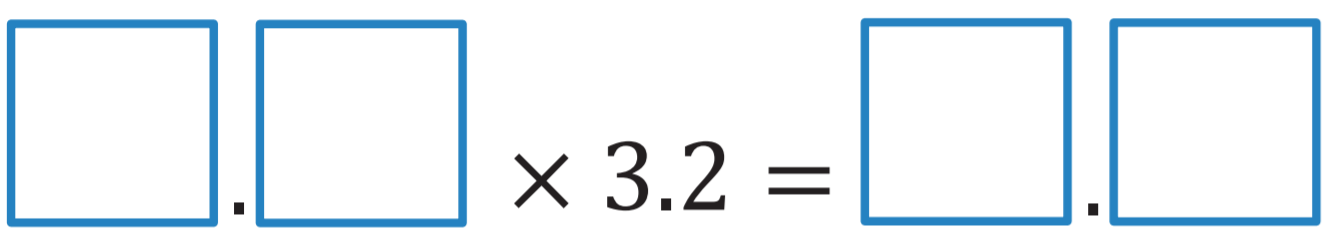 . × 3.2 = .